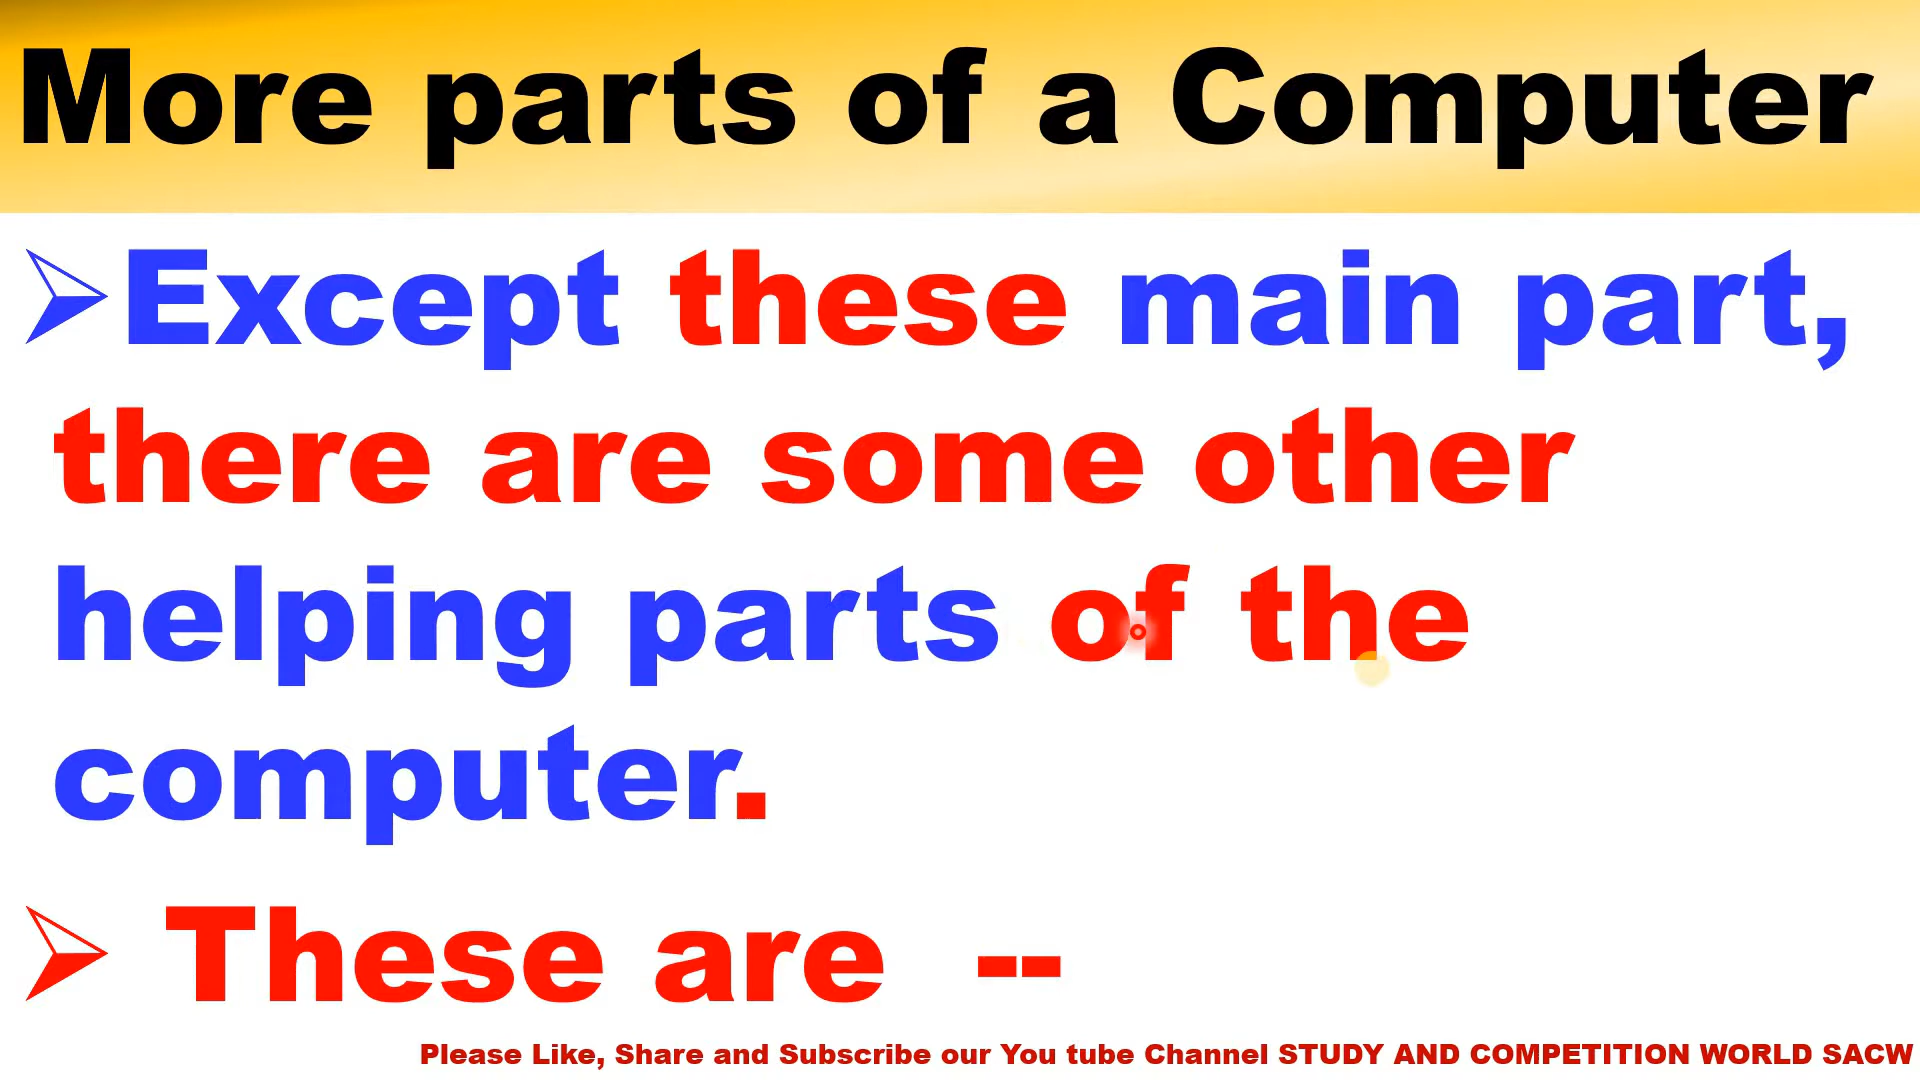 More parts of a Computer
➢Except these main part,
there are some other
helping parts of the
computer.
➢ These are --
Please Like, Share and Subscribe our You tube Channel STUDY AND COMPETITION WORLD SACW